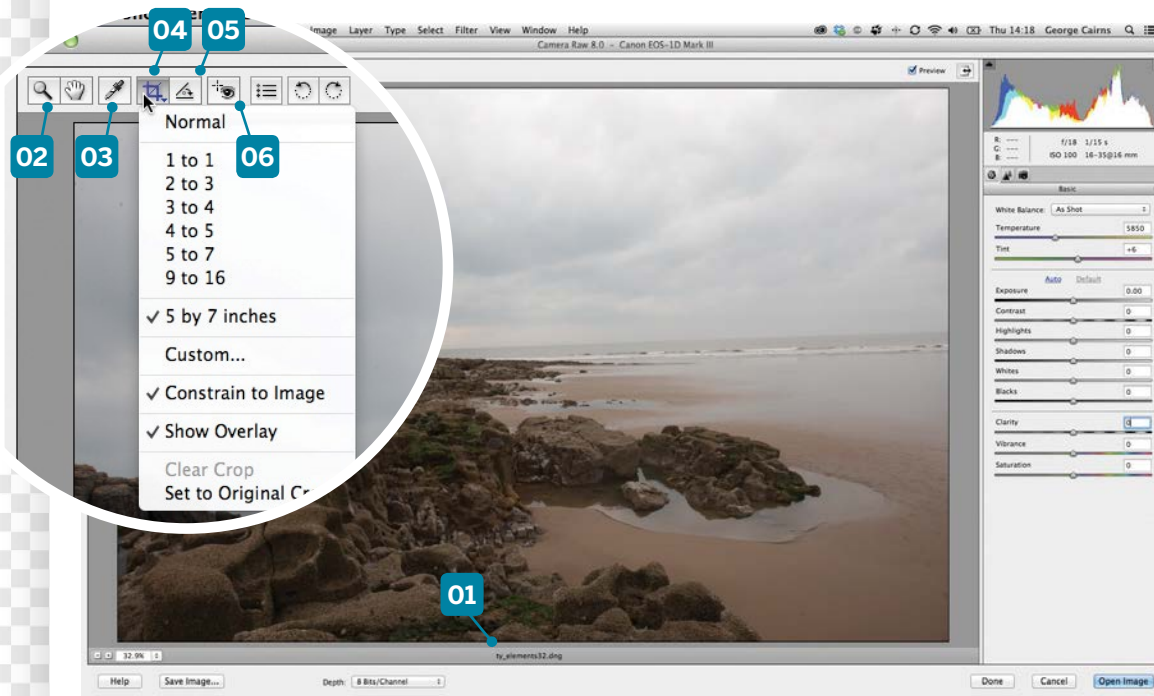 04 05
Image Layer Type Select Filter View Window Help Thu 14:18 George Cairns
Camera Raw 8.0 - Canon EOS-1D Mark III
Preview
02 03 06
Normal
1 to 1
2 to 3
3 to 4
4 to 5
5 to 7
9 to 16
✓ 5 by 7 inches
Custom...
✓ Constrain to Image
✓ Show Overlay
Clear Crop
Set to Original Cr
R: ---
G: ---
B: ---
f/18 1/15 s
ISO 100 16-35@16 mm
Basic
White Balance: As Shot
Temperature 5850
Tint +6
Auto Default
Exposure 0.00
Contrast 0
Highlights 0
Shadows 0
Whites 0
Blacks 0
Clarity 0
Vibrance 0
Saturation 0
01
32.9% ty_elements32.dng
Help Save Image... Depth: 8 Bits/Channel Done Cancel Open Image